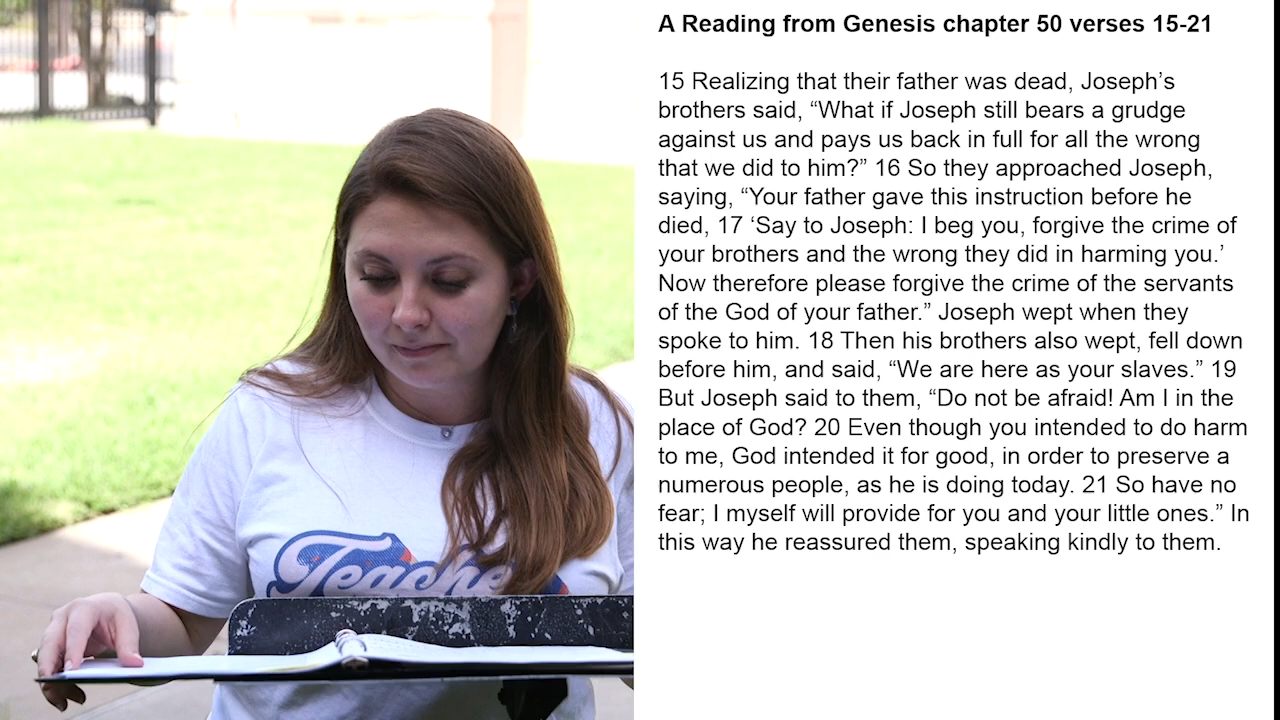 A Reading from Genesis chapter 50 verses 15-21
15 Realizing that their father was dead, Joseph’s
brothers said, “What if Joseph still bears a grudge
against us and pays us back in full for all the wrong
that we did to him?” 16 So they approached Joseph,
saying, “Your father gave this instruction before he
died, 17 ‘Say to Joseph: I beg you, forgive the crime of
your brothers and the wrong they did in harming you.’
Now therefore please forgive the crime of the servants
of the God of your father.” Joseph wept when they
spoke to him. 18 Then his brothers also wept, fell down
before him, and said, “We are here as your slaves.” 19
But Joseph said to them, “Do not be afraid! Am I in the
place of God? 20 Even though you intended to do harm
to me, God intended it for good, in order to preserve a
numerous people, as he is doing today. 21 So have no
fear; I myself will provide for you and your little ones.” In
this way he reassured them, speaking kindly to them.
Teache